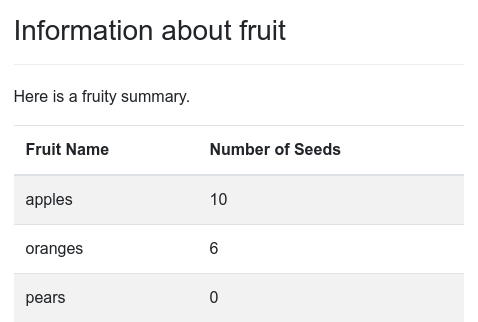 Information about fruit
Here is a fruity summary.
Fruit Name Number of Seeds
apples 10
oranges 6
pears 0